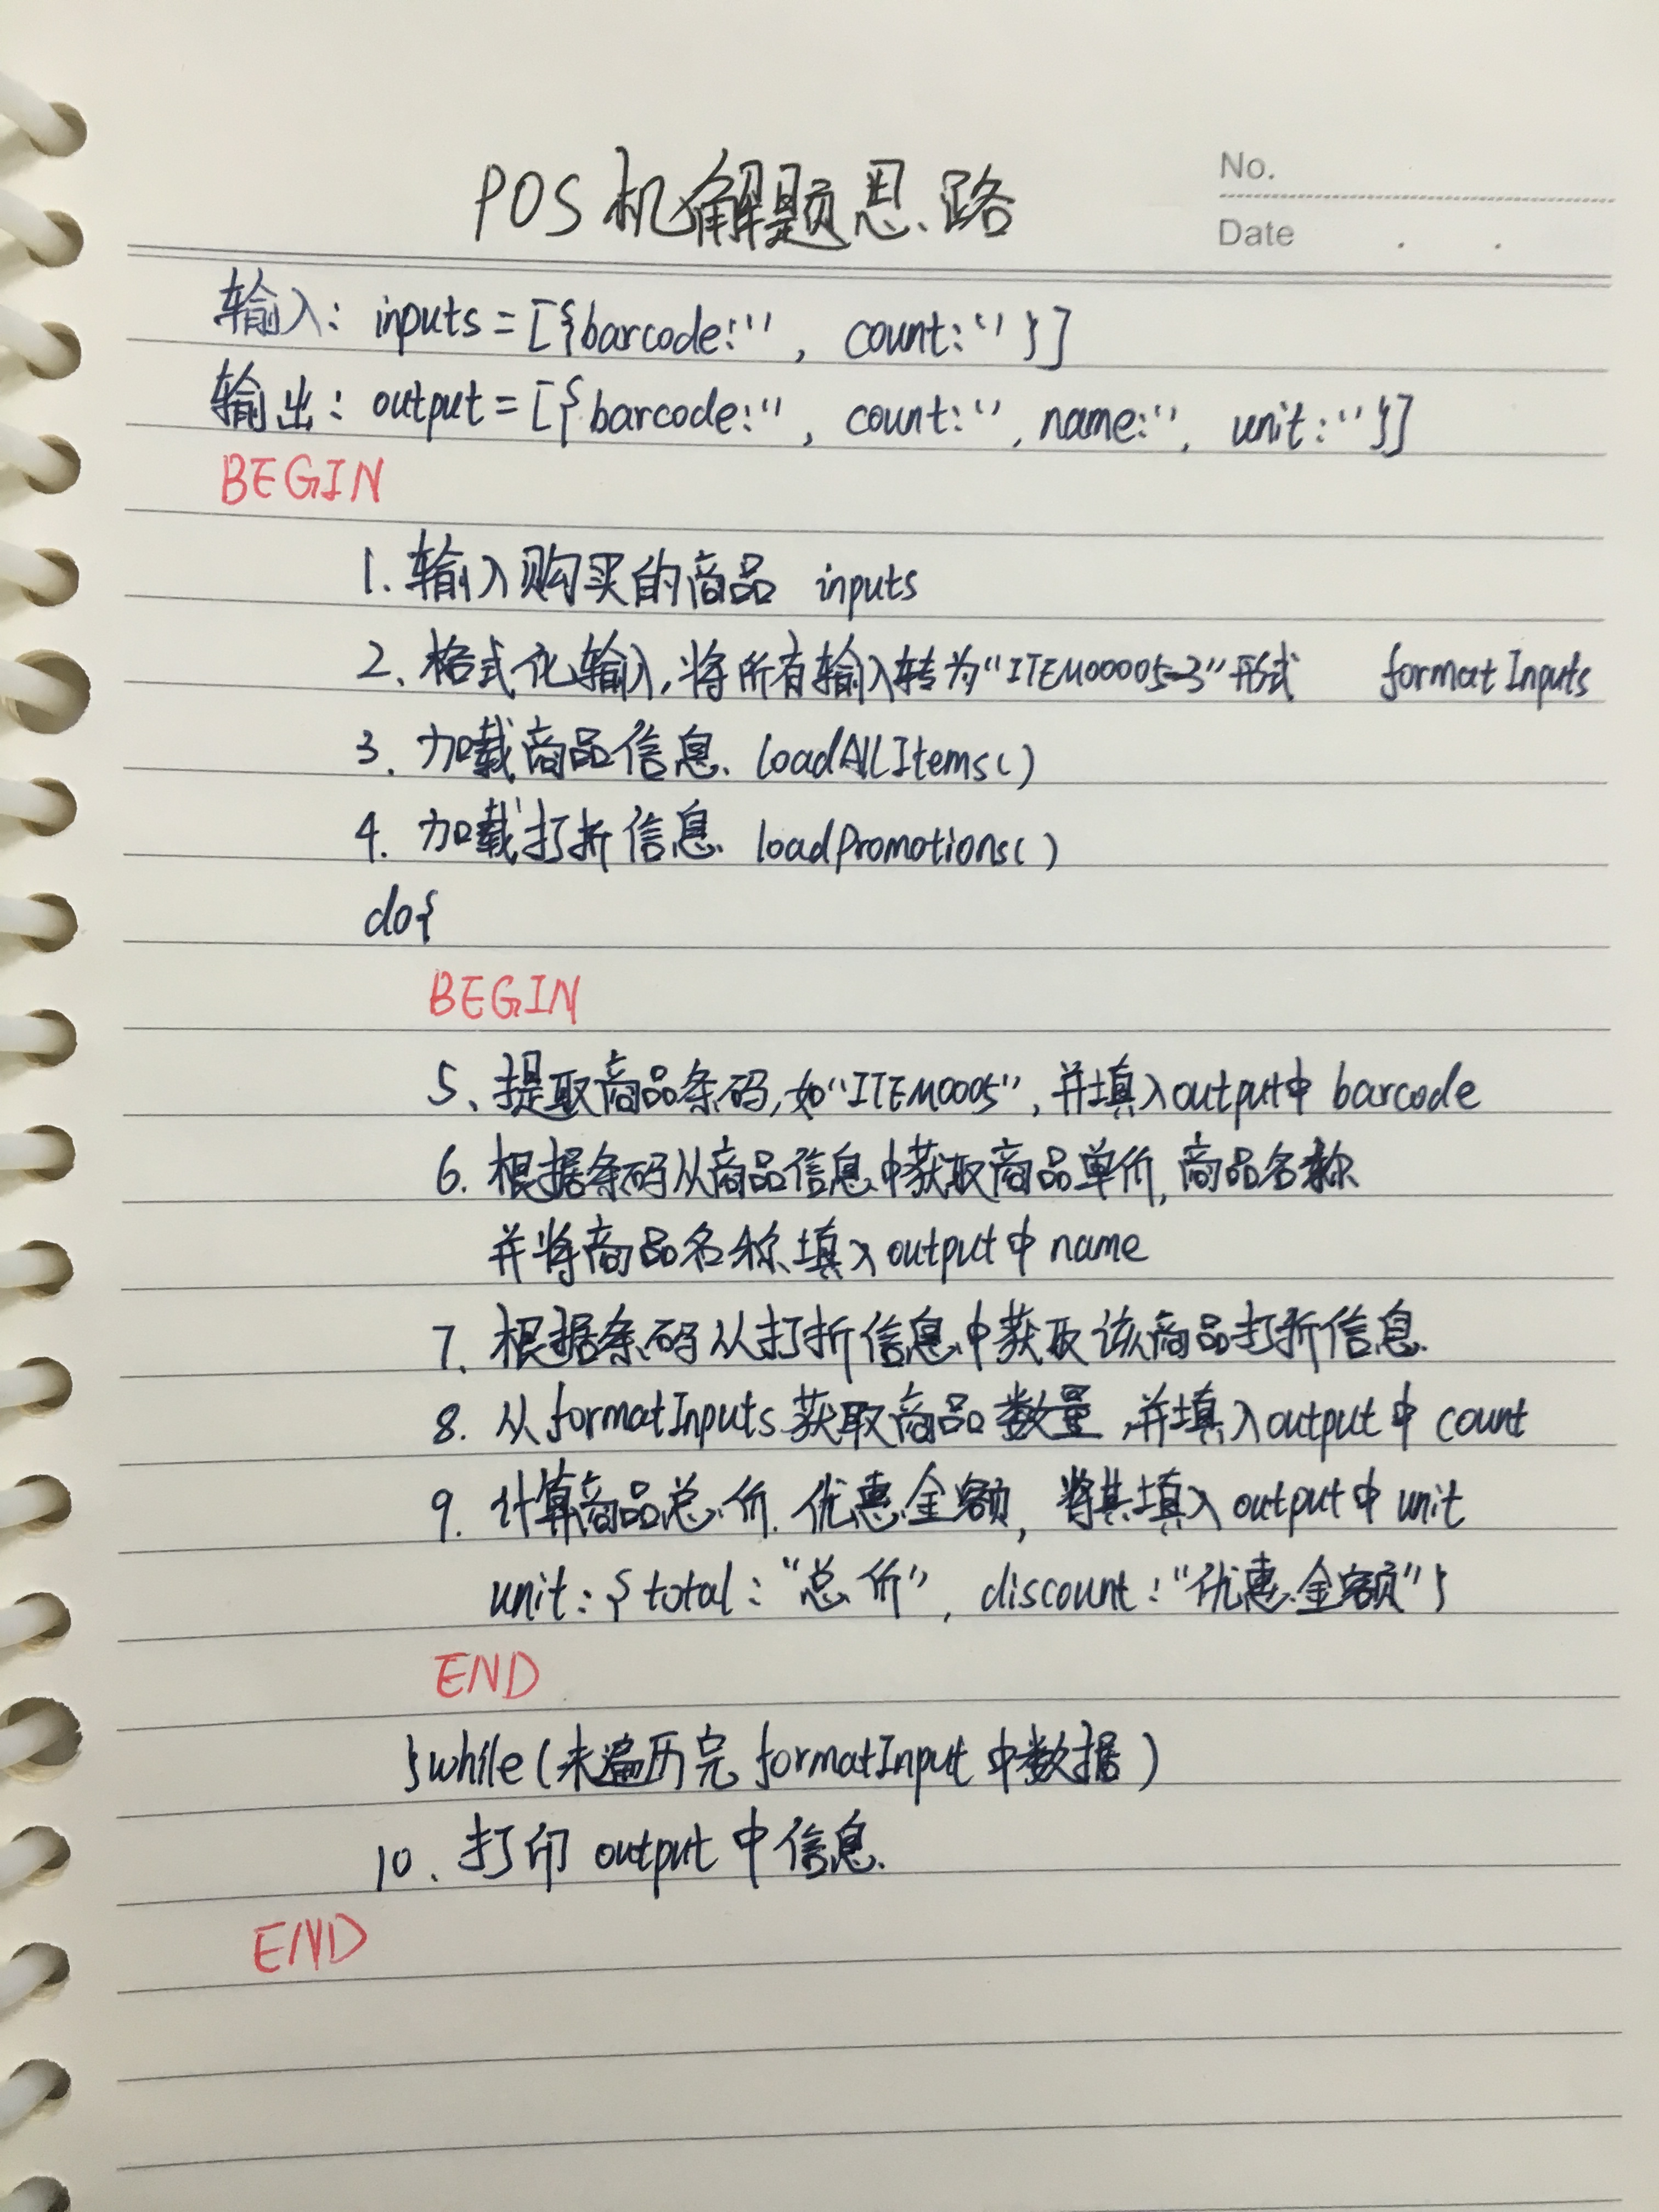 POS机解题思路
No.
Date
输入: inputs = [{barcode:'', count:''}]
输出: output = [{barcode:'', count:'', name:'', unit:''}]
BEGIN
1. 输入购买的商品 inputs
2、格式化输入,将所有输入转为“ITEM00005-3”形式 formatInputs
3. 加载商品信息. loadAllItems()
4. 加载打折信息. loadPromotions()
do{
BEGIN
5、提取商品条码,如“ITEM0005”,并填入output中 barcode
6. 根据条码从商品信息中获取商品单价,商品名称
并将商品名称填入output中name
7、根据条码从打折信息中获取该商品打折信息.
8. 从formatInputs获取商品数量,并填入output中 count
9. 计算商品总价.优惠金额,将其填入output中unit
unit: {total: “总价”, discount: “优惠金额”}
END
}while(未遍历完 formatInput 中数据)
10、打印 output 中信息.
END